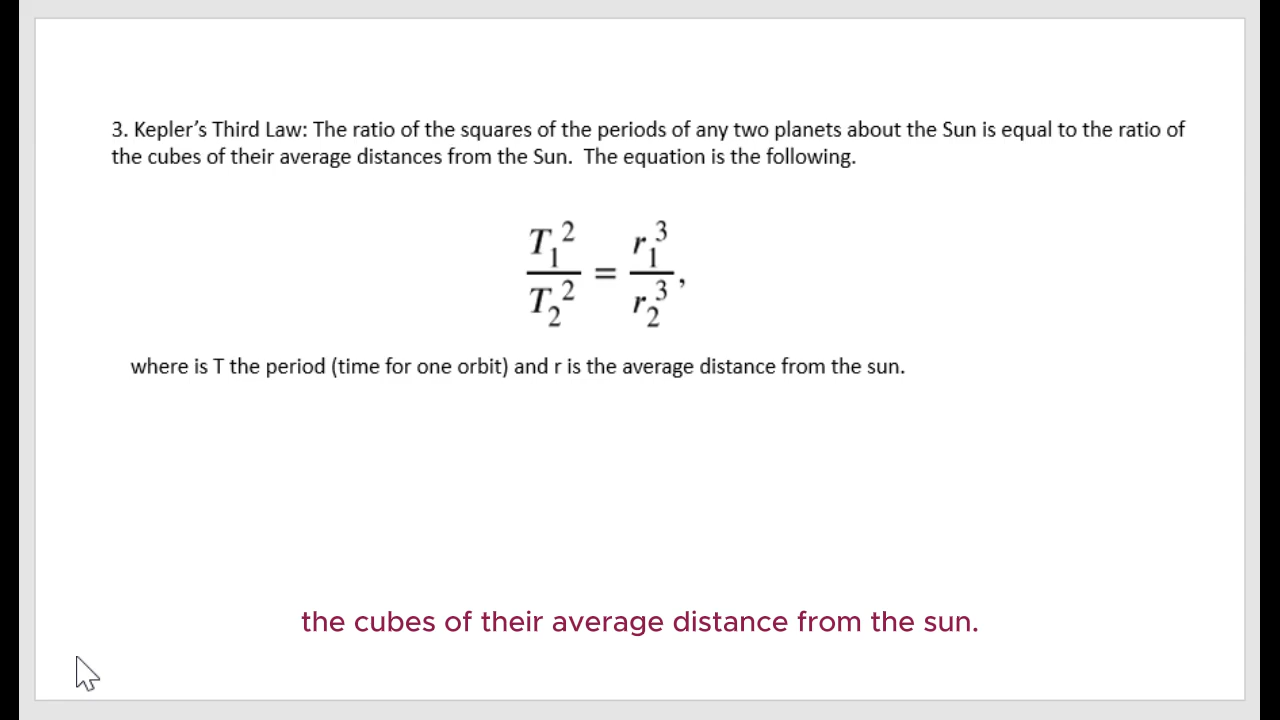 3. Kepler’s Third Law: The ratio of the squares of the periods of any two planets about the Sun is equal to the ratio of
the cubes of their average distances from the Sun.  The equation is the following.
T₁² / T₂² = r₁³ / r₂³,
where is T the period (time for one orbit) and r is the average distance from the sun.
the cubes of their average distance from the sun.